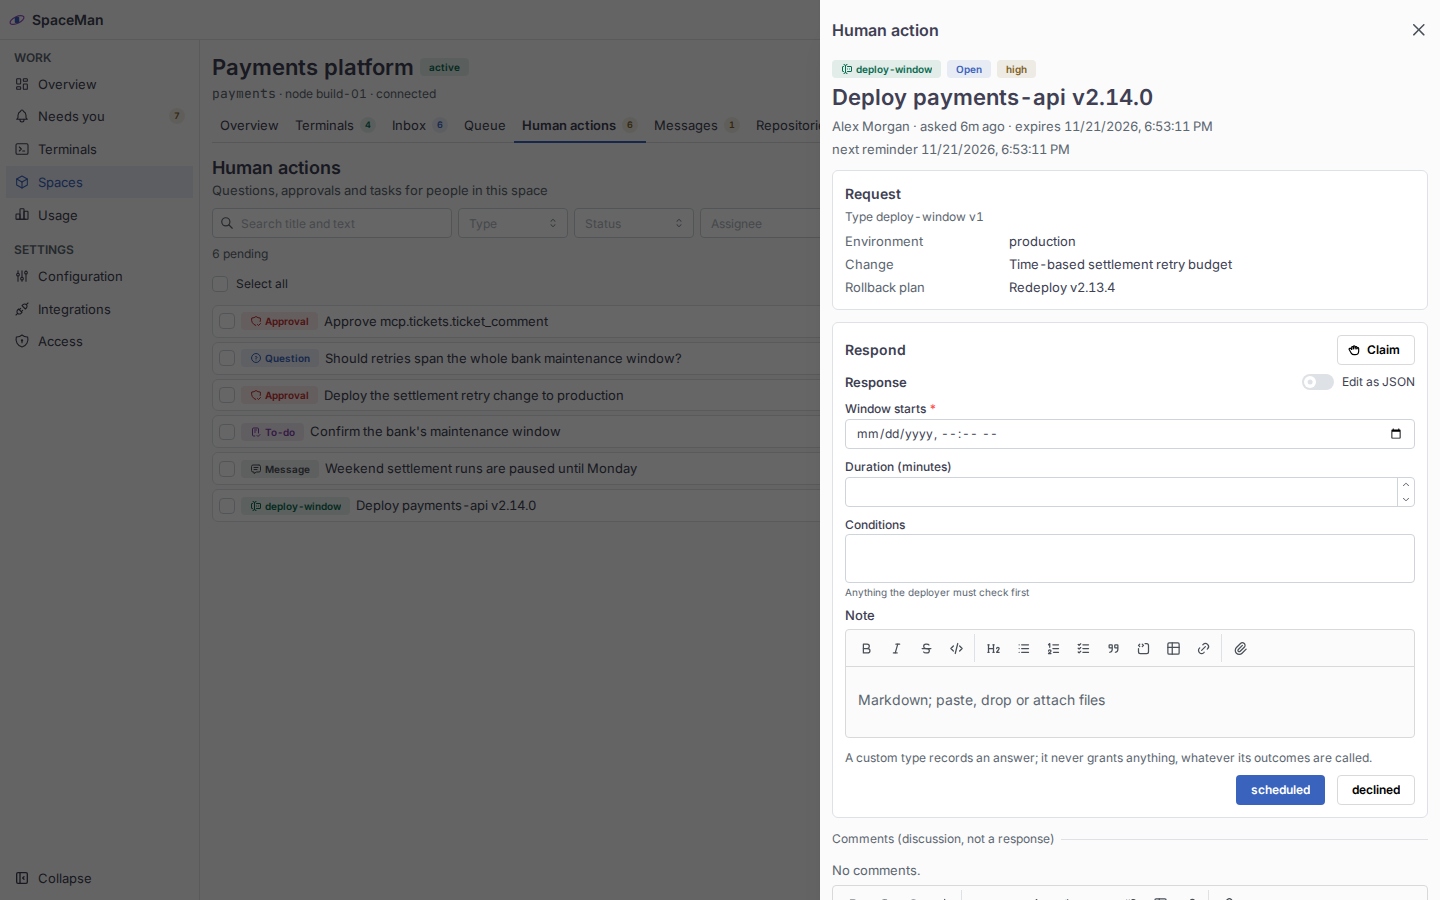 SpaceMan
WORK
Overview
Needs you 7
Terminals
Spaces
Usage
SETTINGS
Configuration
Integrations
Access
Collapse
Payments platform active
payments · node build-01 · connected
Overview Terminals 4 Inbox 6 Queue Human actions 6 Messages 1
Human actions
Questions, approvals and tasks for people in this space
Search title and text Type Status Assignee
6 pending
Select all
Approval Approve mcp.tickets.ticket_comment
Question Should retries span the whole bank maintenance window?
Approval Deploy the settlement retry change to production
To-do Confirm the bank's maintenance window
Message Weekend settlement runs are paused until Monday
deploy-window Deploy payments-api v2.14.0
Human action
deploy-window Open high
Deploy payments-api v2.14.0
Alex Morgan · asked 6m ago · expires 11/21/2026, 6:53:11 PM
next reminder 11/21/2026, 6:53:11 PM
Request
Type deploy-window v1
Environment production
Change Time-based settlement retry budget
Rollback plan Redeploy v2.13.4
Respond Claim
Response Edit as JSON
Window starts *
mm/dd/yyyy, --:-- --
Duration (minutes)
Conditions
Anything the deployer must check first
Note
B I S </> H2
Markdown; paste, drop or attach files
A custom type records an answer; it never grants anything, whatever its outcomes are called.
scheduled declined
Comments (discussion, not a response)
No comments.